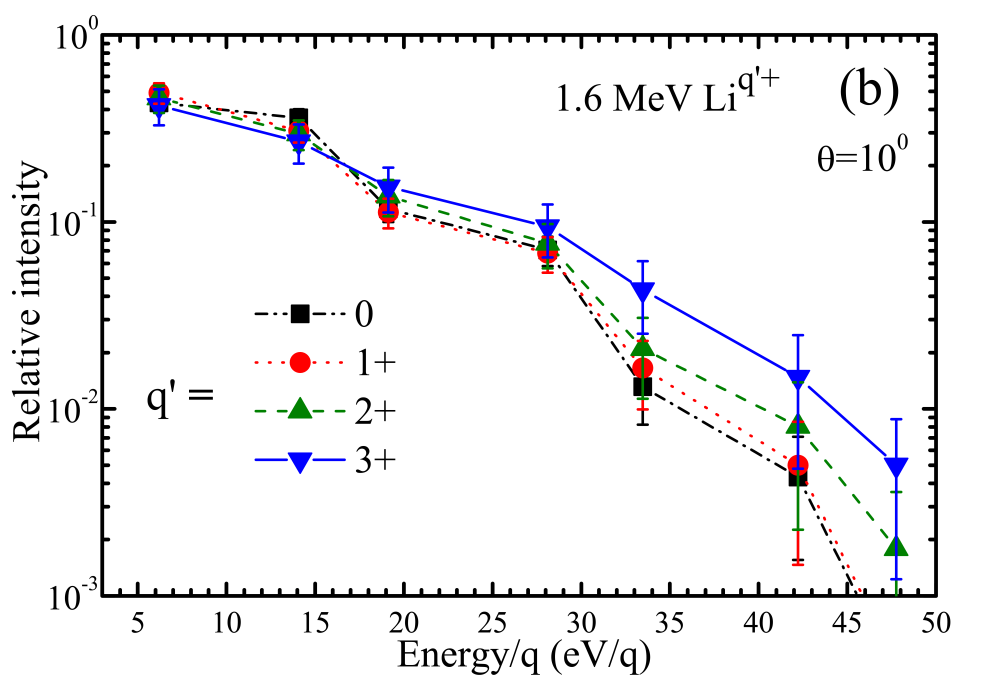 10^0
1.6 MeV Li^q'+ (b)
θ=10^0
10^-1
Relative intensity
0
1+
q' =
2+
10^-2
3+
10^-3
5 10 15 20 25 30 35 40 45 50
Energy/q (eV/q)